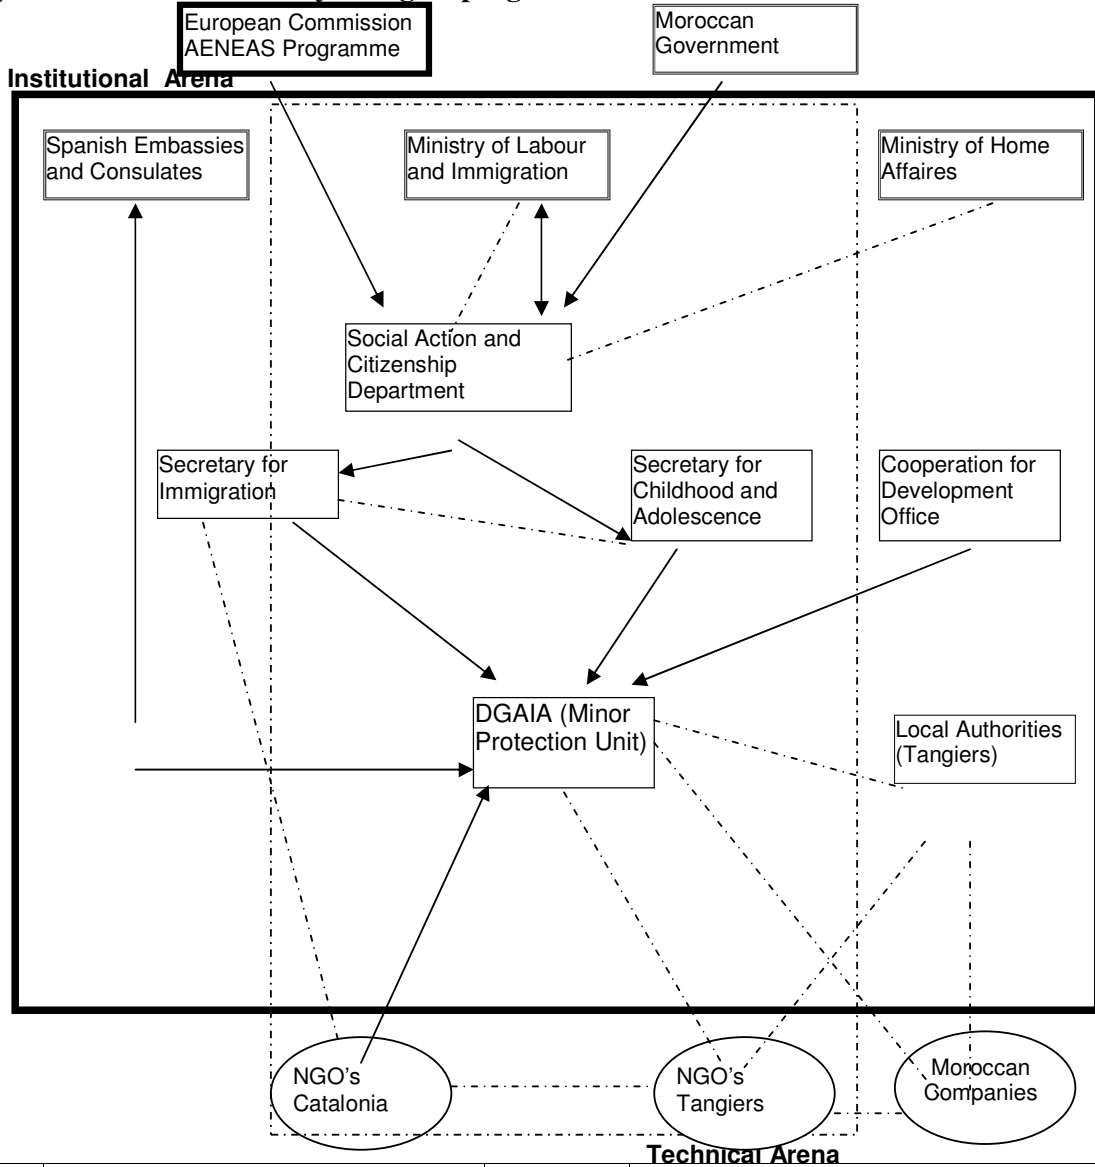 European Commission
AENEAS Programme
Moroccan
Government
Institutional Arena
Spanish Embassies
and Consulates
Ministry of Labour
and Immigration
Ministry of Home
Affaires
Social Action and
Citizenship
Department
Secretary for
Immigration
Secretary for
Childhood and
Adolescence
Cooperation for
Development
Office
DGAIA (Minor
Protection Unit)
Local Authorities
(Tangiers)
NGO's
Catalonia
NGO's
Tangiers
Moroccan
Companies
Technical Arena